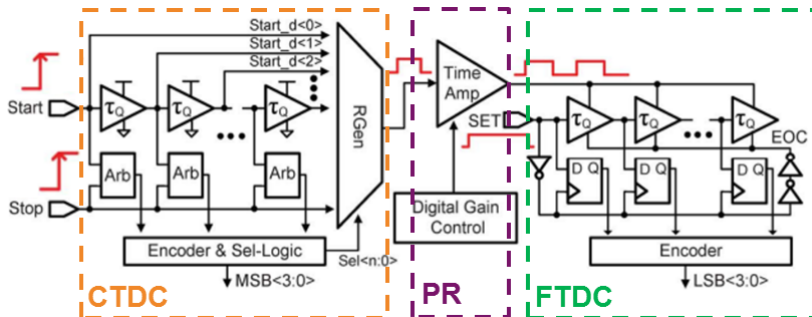 Start_d<0>
Start_d<1>
Start_d<2>
Start
τQ
τQ
τQ
RGen
Time
Amp
SET
τQ
τQ
τQ
EOC
Arb
Arb
Arb
D Q
D Q
D Q
Stop
Digital Gain
Control
Encoder & Sel-Logic
Sel<n:0>
Encoder
MSB<3:0>
LSB<3:0>
CTDC
PR
FTDC